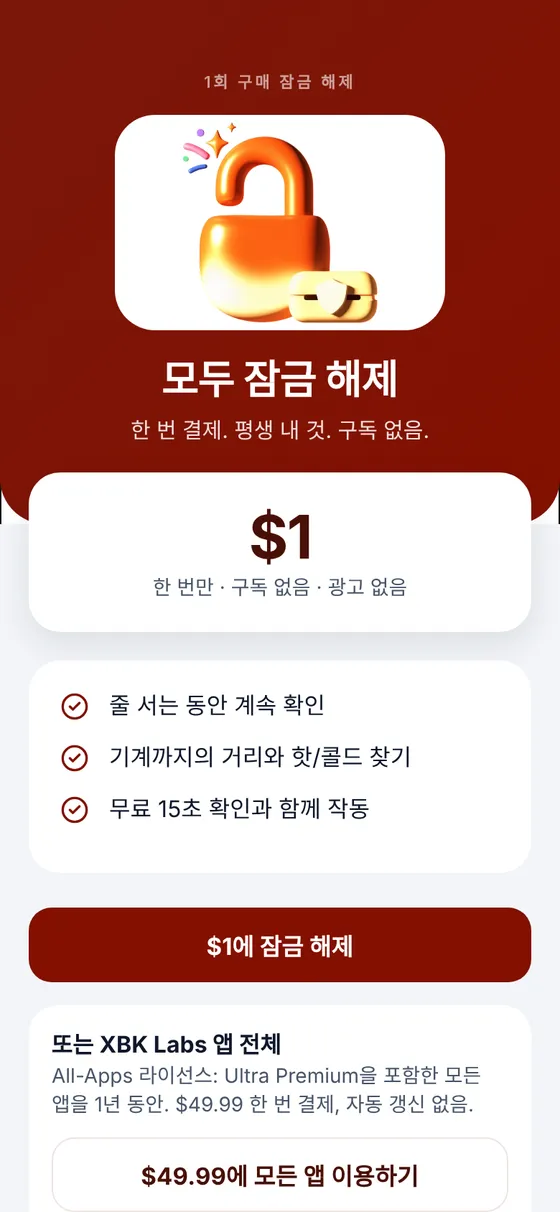 1회 구매 잠금 해제
모두 잠금 해제
한 번 결제. 평생 내 것. 구독 없음.
$1
한 번만 · 구독 없음 · 광고 없음
줄 서는 동안 계속 확인
기계까지의 거리와 핫/콜드 찾기
무료 15초 확인과 함께 작동
$1에 잠금 해제
또는 XBK Labs 앱 전체
All-Apps 라이선스: Ultra Premium을 포함한 모든
앱을 1년 동안. $49.99 한 번 결제, 자동 갱신 없음.
$49.99에 모든 앱 이용하기